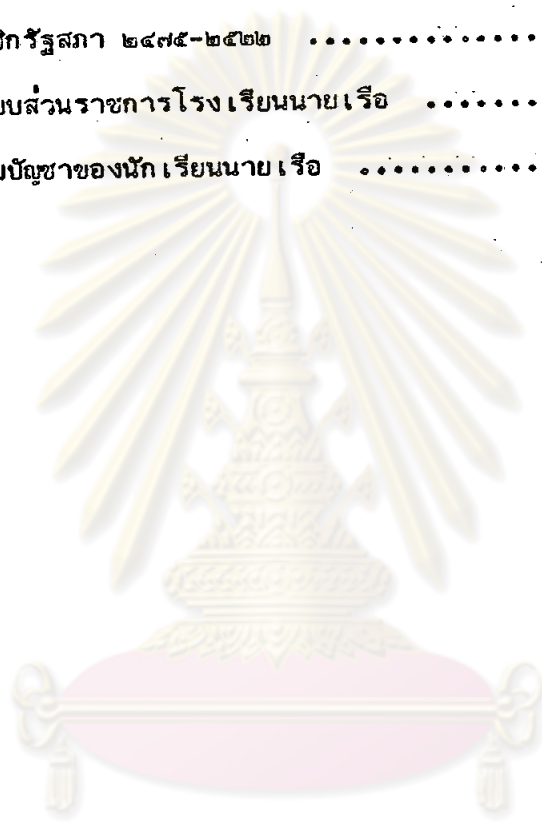 ชิกรัฐสภา ๒๔๗๕-๒๕๒๒ ..............
บบส่วนราชการโรงเรียนนายเรือ .......
บัญชาของนักเรียนนายเรือ ...........